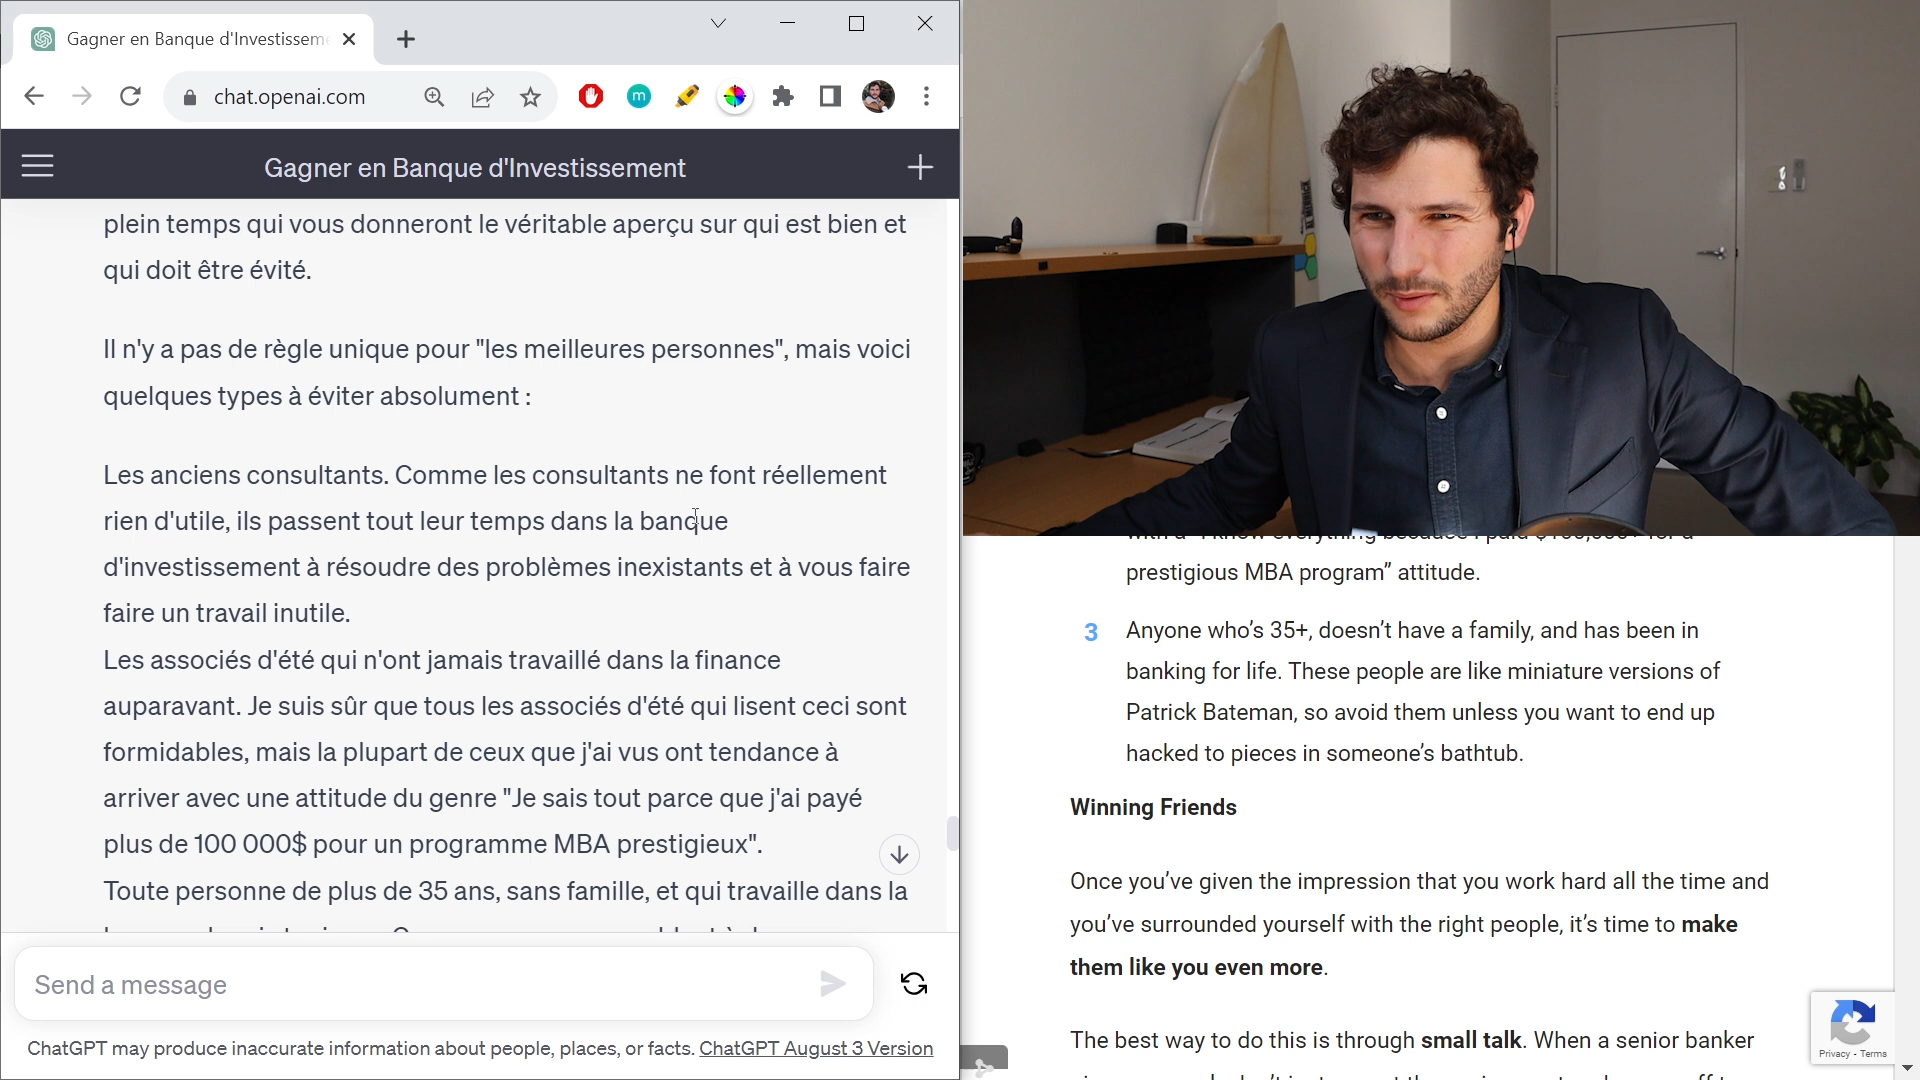 Gagner en Banque d'Investissem
chat.openai.com
m
Gagner en Banque d'Investissement
plein temps qui vous donneront le véritable aperçu sur qui est bien et
qui doit être évité.
Il n'y a pas de règle unique pour "les meilleures personnes", mais voici
quelques types à éviter absolument :
Les anciens consultants. Comme les consultants ne font réellement
rien d'utile, ils passent tout leur temps dans la banque
d'investissement à résoudre des problèmes inexistants et à vous faire
faire un travail inutile.
Les associés d'été qui n'ont jamais travaillé dans la finance
auparavant. Je suis sûr que tous les associés d'été qui lisent ceci sont
formidables, mais la plupart de ceux que j'ai vus ont tendance à
arriver avec une attitude du genre "Je sais tout parce que j'ai payé
plus de 100 000$ pour un programme MBA prestigieux".
Toute personne de plus de 35 ans, sans famille, et qui travaille dans la
Send a message
ChatGPT may produce inaccurate information about people, places, or facts. ChatGPT August 3 Version
prestigious MBA program” attitude.
3 Anyone who’s 35+, doesn’t have a family, and has been in
banking for life. These people are like miniature versions of
Patrick Bateman, so avoid them unless you want to end up
hacked to pieces in someone’s bathtub.
Winning Friends
Once you’ve given the impression that you work hard all the time and
you’ve surrounded yourself with the right people, it’s time to make
them like you even more.
The best way to do this is through small talk. When a senior banker
Privacy - Terms